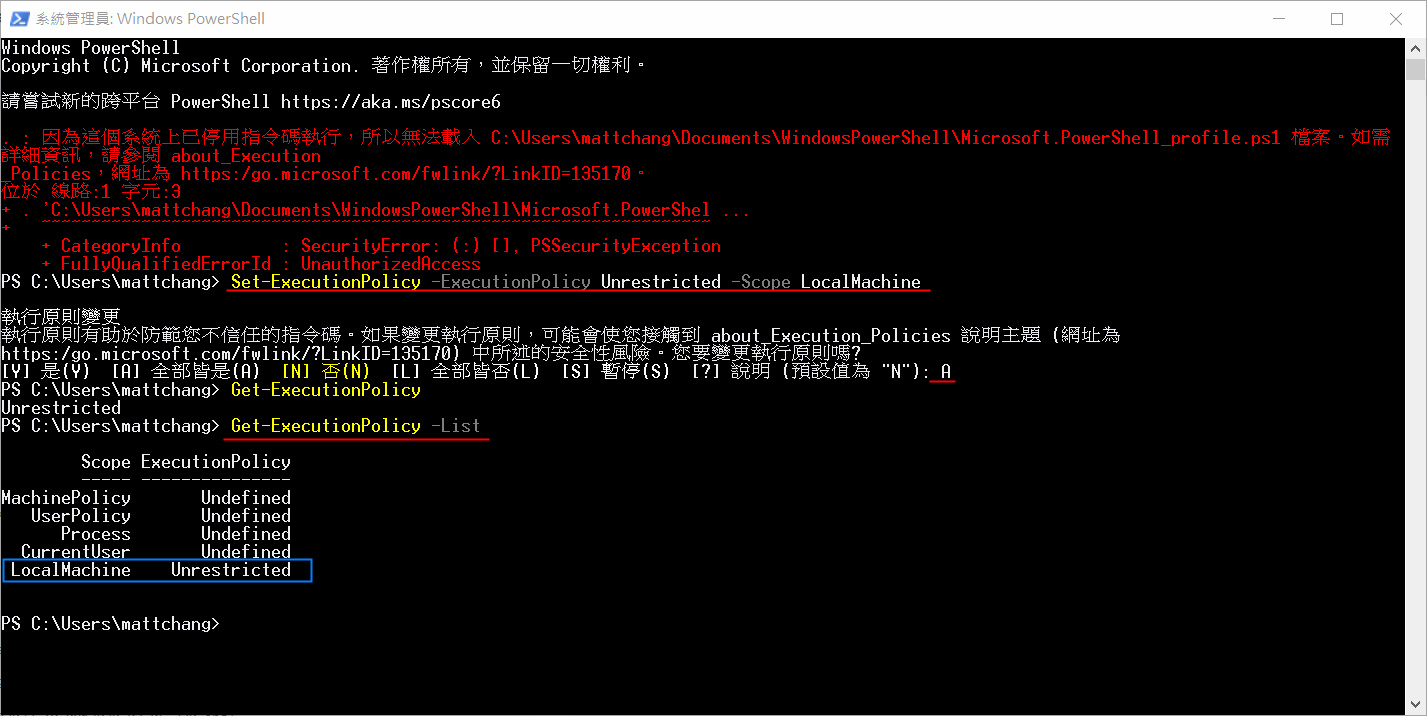 系統管理員: Windows PowerShell
Windows PowerShell
Copyright (C) Microsoft Corporation. 著作權所有，並保留一切權利。
請嘗試新的跨平台 PowerShell https://aka.ms/pscore6
. : 因為這個系統上已停用指令碼執行，所以無法載入 C:\Users\mattchang\Documents\WindowsPowerShell\Microsoft.PowerShell_profile.ps1 檔案。如需
詳細資訊，請參閱 about_Execution
_Policies，網址為 https:/go.microsoft.com/fwlink/?LinkID=135170。
位於 線路:1 字元:3
+ . 'C:\Users\mattchang\Documents\WindowsPowerShell\Microsoft.PowerShel ...
+   ~~~~~~~~~~~~~~~~~~~~~~~~~~~~~~~~~~~~~~~~~~~~~~~~~~~~~~~~~~~~~~~~~~~
    + CategoryInfo          : SecurityError: (:) [], PSSecurityException
    + FullyQualifiedErrorId : UnauthorizedAccess
PS C:\Users\mattchang> Set-ExecutionPolicy -ExecutionPolicy Unrestricted -Scope LocalMachine
執行原則變更
執行原則有助於防範您不信任的指令碼。如果變更執行原則，可能會使您接觸到 about_Execution_Policies 說明主題 (網址為
https:/go.microsoft.com/fwlink/?LinkID=135170) 中所述的安全性風險。您要變更執行原則嗎?
[Y] 是(Y)  [A] 全部皆是(A)  [N] 否(N)  [L] 全部皆否(L)  [S] 暫停(S)  [?] 說明 (預設值為 "N"): A
PS C:\Users\mattchang> Get-ExecutionPolicy
Unrestricted
PS C:\Users\mattchang> Get-ExecutionPolicy -List
        Scope ExecutionPolicy
        ----- ---------------
MachinePolicy       Undefined
   UserPolicy       Undefined
      Process       Undefined
  CurrentUser       Undefined
 LocalMachine    Unrestricted
PS C:\Users\mattchang>